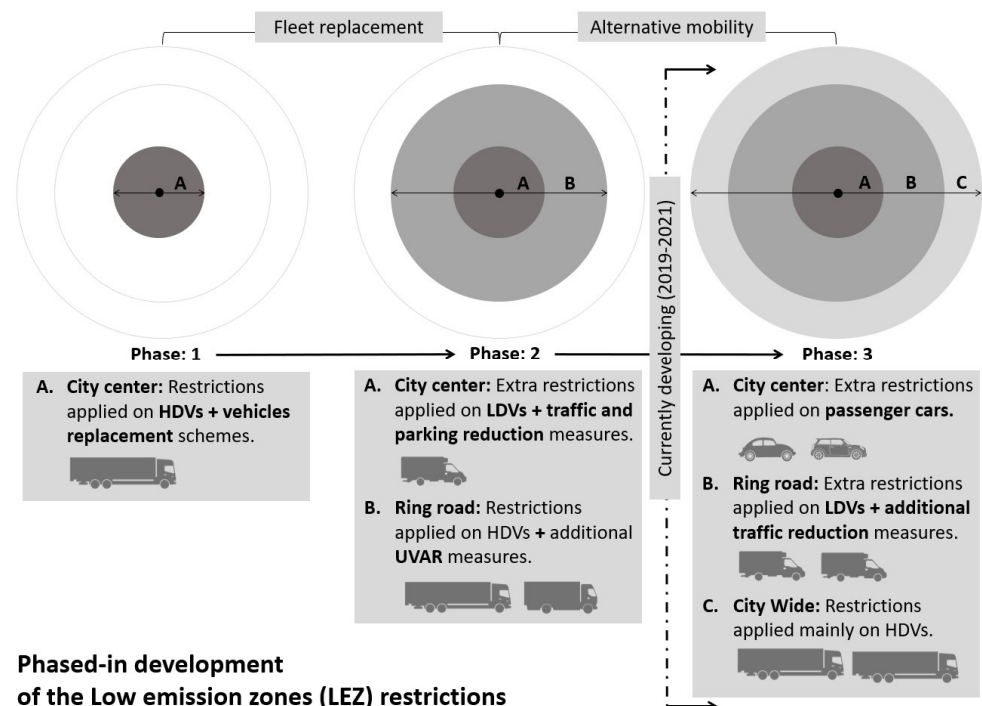 Fleet replacement
Alternative mobility
A
A
B
A
B
C
Currently developing (2019-2021)
Phase: 1
Phase: 2
Phase: 3
A. City center: Restrictions
applied on HDVs + vehicles
replacement schemes.
A. City center: Extra restrictions
applied on LDVs + traffic and
parking reduction measures.
B. Ring road: Restrictions
applied on HDVs + additional
UVAR measures.
A. City center: Extra restrictions
applied on passenger cars.
B. Ring road: Extra restrictions
applied on LDVs + additional
traffic reduction measures.
C. City Wide: Restrictions
applied mainly on HDVs.
Phased-in development
of the Low emission zones (LEZ) restrictions